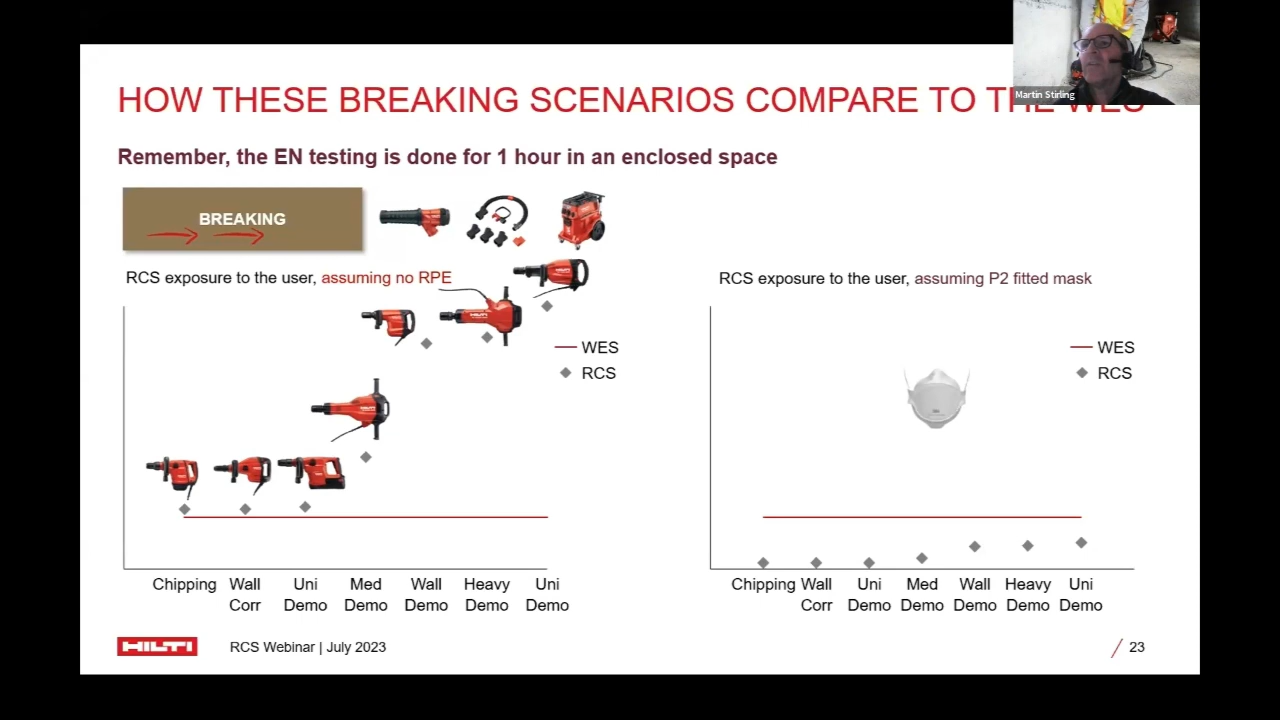 HOW THESE BREAKING SCENARIOS COMPARE TO THE WES
Martin Stirling
Remember, the EN testing is done for 1 hour in an enclosed space
BREAKING
RCS exposure to the user, assuming no RPE
WES
RCS
Chipping
Wall Corr
Uni Demo
Med Demo
Wall Demo
Heavy Demo
Uni Demo
RCS exposure to the user, assuming P2 fitted mask
WES
RCS
Chipping
Wall Corr
Uni Demo
Med Demo
Wall Demo
Heavy Demo
Uni Demo
HILTI
RCS Webinar | July 2023
23